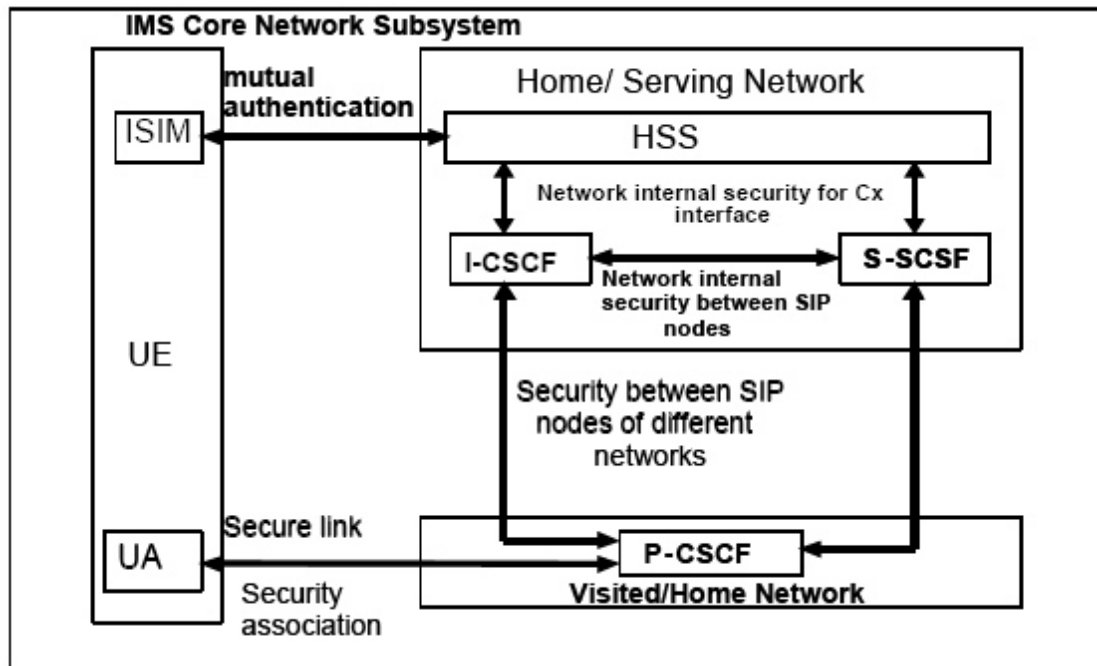 IMS Core Network Subsystem
mutual
authentication
Home/ Serving Network
ISIM
HSS
Network internal security for Cx
interface
I-CSCF
S-SCSF
Network internal
security between SIP
nodes
UE
Security between SIP
nodes of different
networks
Secure link
UA
P-CSCF
Security
association
Visited/Home Network